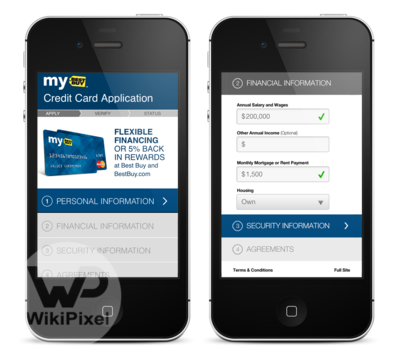 my BEST BUY
Credit Card Application
APPLY VERIFY STATUS
my BEST BUY
FLEXIBLE
FINANCING
OR 5% BACK
IN REWARDS
at Best Buy and
BestBuy.com
1 PERSONAL INFORMATION
2 FINANCIAL INFORMATION
3 SECURITY INFORMATION
4 AGREEMENTS
WP
WikiPixel
2 FINANCIAL INFORMATION
Annual Salary and Wages
$200,000
Other Annual Income (Optional)
$
Monthly Mortgage or Rent Payment
$1,500
Housing
Own
3 SECURITY INFORMATION
4 AGREEMENTS
Terms & Conditions Full Site